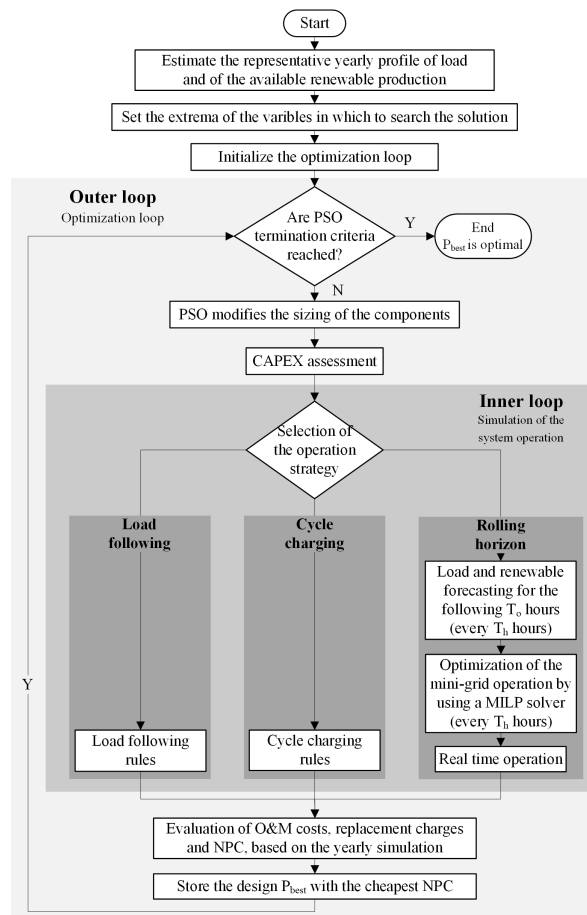 Start
Estimate the representative yearly profile of load
and of the available renewable production
Set the extrema of the varibles in which to search the solution
Initialize the optimization loop
Outer loop
Optimization loop
Are PSO
termination criteria
reached?
Y
End
Pbest is optimal
N
PSO modifies the sizing of the components
CAPEX assessment
Inner loop
Simulation of the
system operation
Selection of
the operation
strategy
Load
following
Cycle
charging
Rolling
horizon
Load and renewable
forecasting for the
following To hours
(every Th hours)
Optimization of the
mini-grid operation by
using a MILP solver
(every Th hours)
Y
Load following
rules
Cycle charging
rules
Real time operation
Evaluation of O&M costs, replacement charges
and NPC, based on the yearly simulation
Store the design Pbest with the cheapest NPC